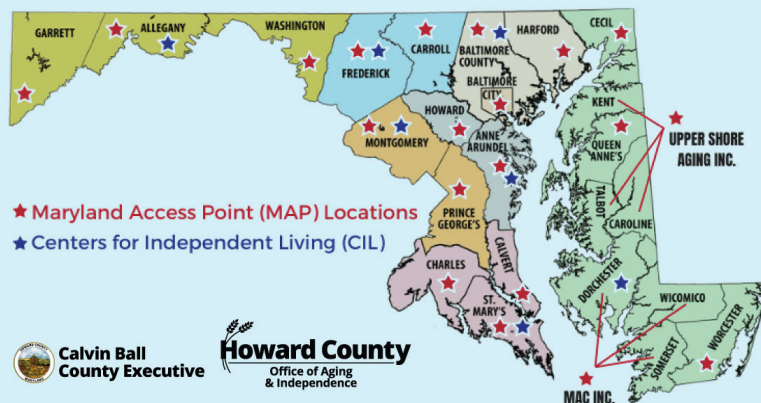 GARRETT
ALLEGANY
WASHINGTON
FREDERICK
CARROLL
BALTIMORE
COUNTY
HARFORD
CECIL
BALTIMORE
CITY
KENT
HOWARD
ANNE
ARUNDEL
QUEEN
ANNE'S
UPPER SHORE
AGING INC.
MONTGOMERY
TALBOT
CAROLINE
Maryland Access Point (MAP) Locations
PRINCE
GEORGE'S
Centers for Independent Living (CIL)
CALVERT
CHARLES
DORCHESTER
ST.
MARY'S
WICOMICO
SOMERSET
WORCESTER
MAC INC.
Calvin Ball
County Executive
Howard County
Office of Aging
& Independence